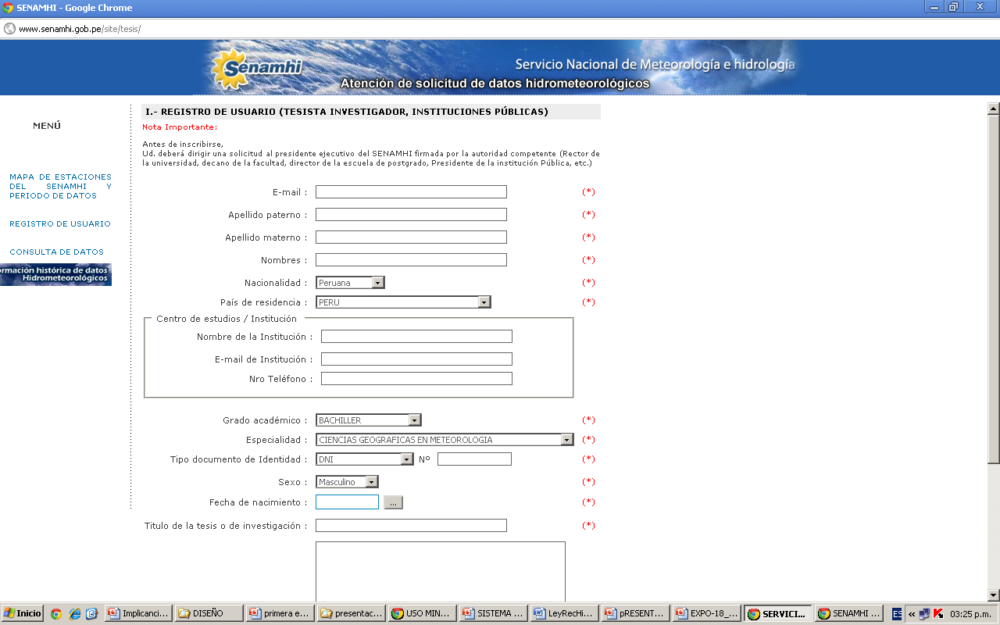 SENAMHI - Google Chrome
www.senamhi.gob.pe/site/tesis/
Senamhi
Servicio Nacional de Meteorología e hidrología
Atención de solicitud de datos hidrometeorológicos
MENÚ
MAPA DE ESTACIONES
DEL SENAMHI Y
PERIODO DE DATOS
REGISTRO DE USUARIO
CONSULTA DE DATOS
ormación histórica de datos
Hidrometeorológicos
I.- REGISTRO DE USUARIO (TESISTA INVESTIGADOR, INSTITUCIONES PÚBLICAS)
Nota Importante:
Antes de inscribirse,
Ud. deberá dirigir una solicitud al presidente ejecutivo del SENAMHI firmada por la autoridad competente (Rector de
la universidad, decano de la facultad, director de la escuela de postgrado, Presidente de la institución Pública, etc.)
E-mail : (*)
Apellido paterno : (*)
Apellido materno : (*)
Nombres : (*)
Nacionalidad : Peruana (*)
País de residencia : PERU (*)
Centro de estudios / Institución
Nombre de la Institución :
E-mail de Institución :
Nro Teléfono :
Grado académico : BACHILLER (*)
Especialidad : CIENCIAS GEOGRAFICAS EN METEOROLOGIA (*)
Tipo documento de Identidad : DNI Nº (*)
Sexo : Masculino (*)
Fecha de nacimiento : ... (*)
Titulo de la tesis o de investigación : (*)
Inicio Implicanci... DISEÑO primera e... presentac... USO MIN... SISTEMA ... LeyRecHi... pRESENT... EXPO-18_... SERVICI... SENAMHI ... ES « 03:25 p.m.